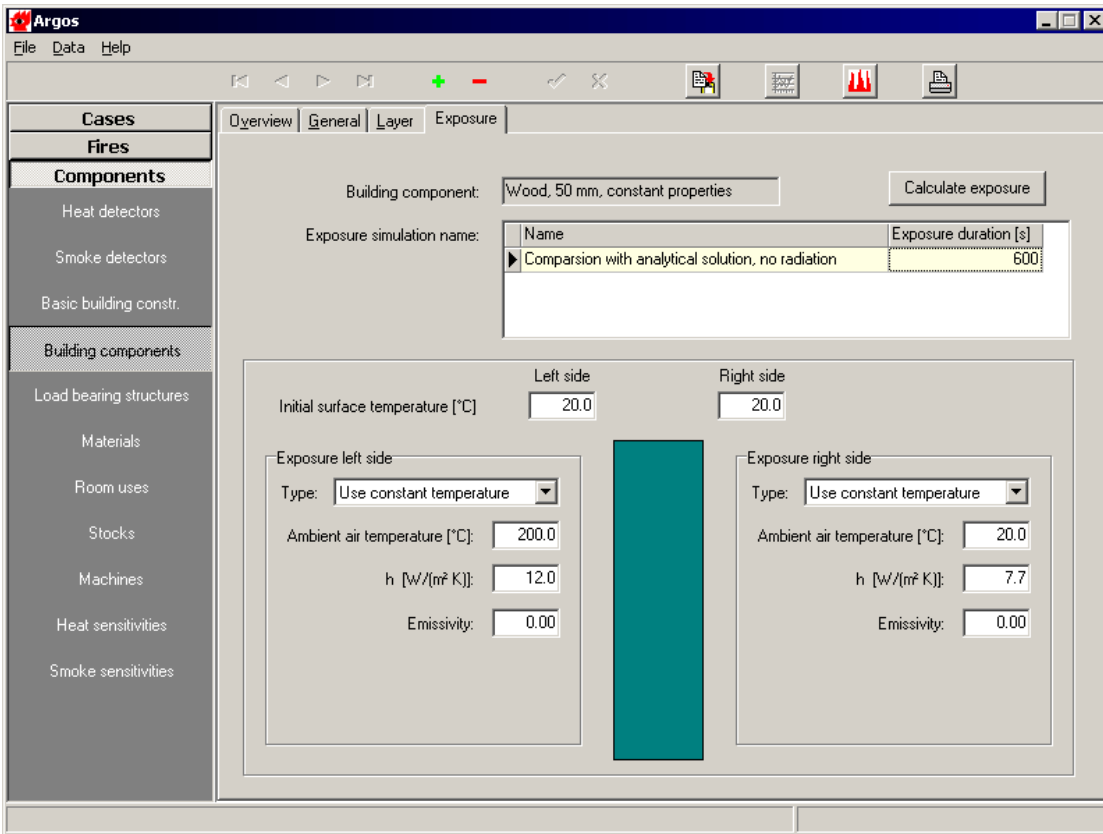 Argos
File Data Help
Cases
Fires
Components
Heat detectors
Smoke detectors
Basic building constr.
Building components
Load bearing structures
Materials
Room uses
Stocks
Machines
Heat sensitivities
Smoke sensitivities
Overview General Layer Exposure
Building component: Wood, 50 mm, constant properties Calculate exposure
Exposure simulation name: Name Exposure duration [s]
Comparsion with analytical solution, no radiation 600
Left side Right side
Initial surface temperature [°C] 20.0 20.0
Exposure left side
Type: Use constant temperature
Ambient air temperature [°C]: 200.0
h [W/(m² K)]: 12.0
Emissivity: 0.00
Exposure right side
Type: Use constant temperature
Ambient air temperature [°C]: 20.0
h [W/(m² K)]: 7.7
Emissivity: 0.00